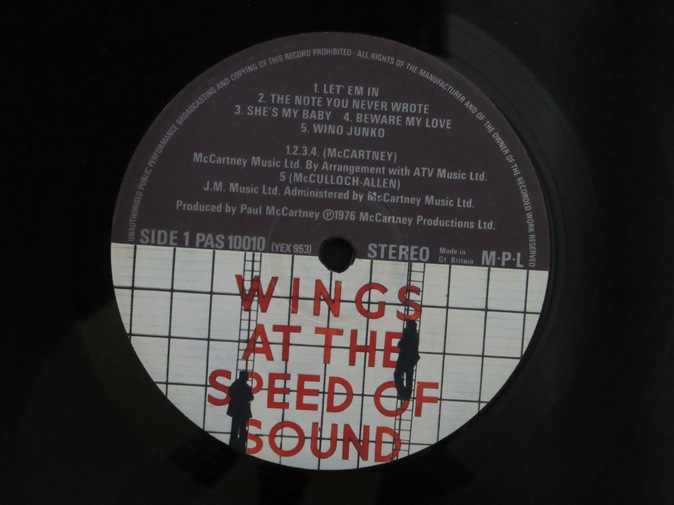 UNAUTHORISED PUBLIC PERFORMANCE BROADCASTING AND COPYING OF THIS RECORD PROHIBITED · ALL RIGHTS OF THE MANUFACTURER AND OF THE OWNER OF THE RECORDED WORK RESERVED
1. LET' EM IN
2. THE NOTE YOU NEVER WROTE
3. SHE'S MY BABY 4. BEWARE MY LOVE
5. WINO JUNKO
1.2.3.4. (McCARTNEY)
McCartney Music Ltd. By Arrangement with ATV Music Ltd.
5 (McCULLOCH-ALLEN)
J.M. Music Ltd. Administered by McCartney Music Ltd.
Produced by Paul McCartney ℗1976 McCartney Productions Ltd.
SIDE 1 PAS 10010 (YEX 953) STEREO Made in Gt. Britain M·P·L
WINGS
AT THE
SPEED OF
SOUND